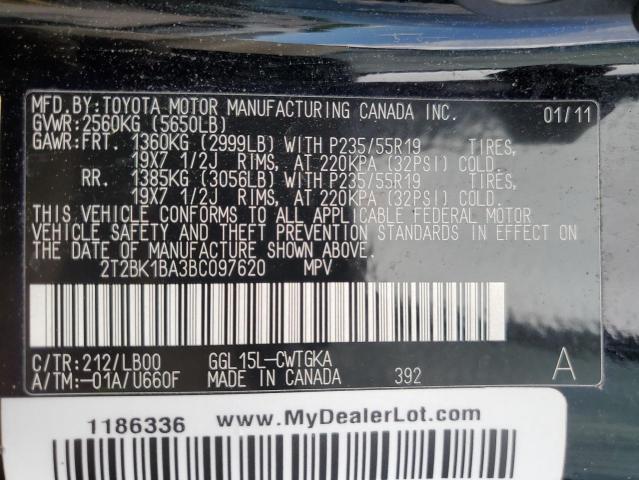 MFD.BY:TOYOTA MOTOR MANUFACTURING CANADA INC. 01/11
GVWR:2560KG (5650LB)
GAWR:FRT. 1360KG (2999LB) WITH P235/55R19 TIRES,
19X7 1/2J RIMS, AT 220KPA (32PSI) COLD.
RR. 1385KG (3056LB) WITH P235/55R19 TIRES,
19X7 1/2J RIMS, AT 220KPA (32PSI) COLD.
THIS VEHICLE CONFORMS TO ALL APPLICABLE FEDERAL MOTOR
VEHICLE SAFETY AND THEFT PREVENTION STANDARDS IN EFFECT ON
THE DATE OF MANUFACTURE SHOWN ABOVE.
2T2BK1BA3BC097620 MPV
C/TR:212/LB00 GGL15L-CWTGKA A
A/TM:-01A/U660F MADE IN CANADA 392
1186336 www.MyDealerLot.com